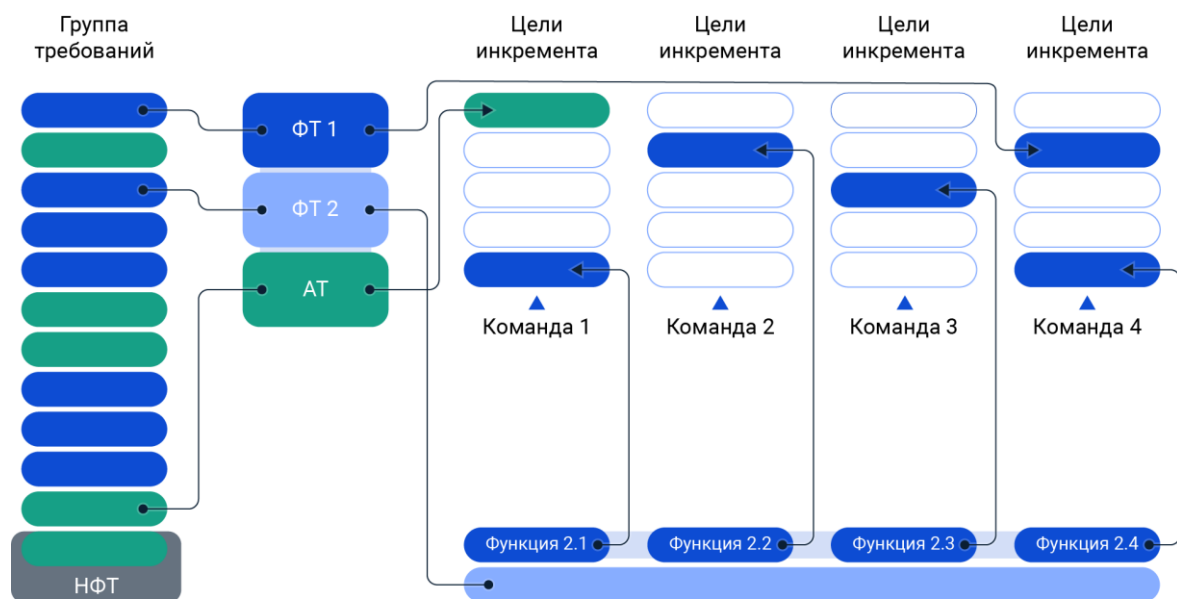 Группа
требований
Цели
инкремента
Цели
инкремента
Цели
инкремента
Цели
инкремента
ФТ 1
ФТ 2
АТ
Команда 1
Команда 2
Команда 3
Команда 4
Функция 2.1
Функция 2.2
Функция 2.3
Функция 2.4
НФТ